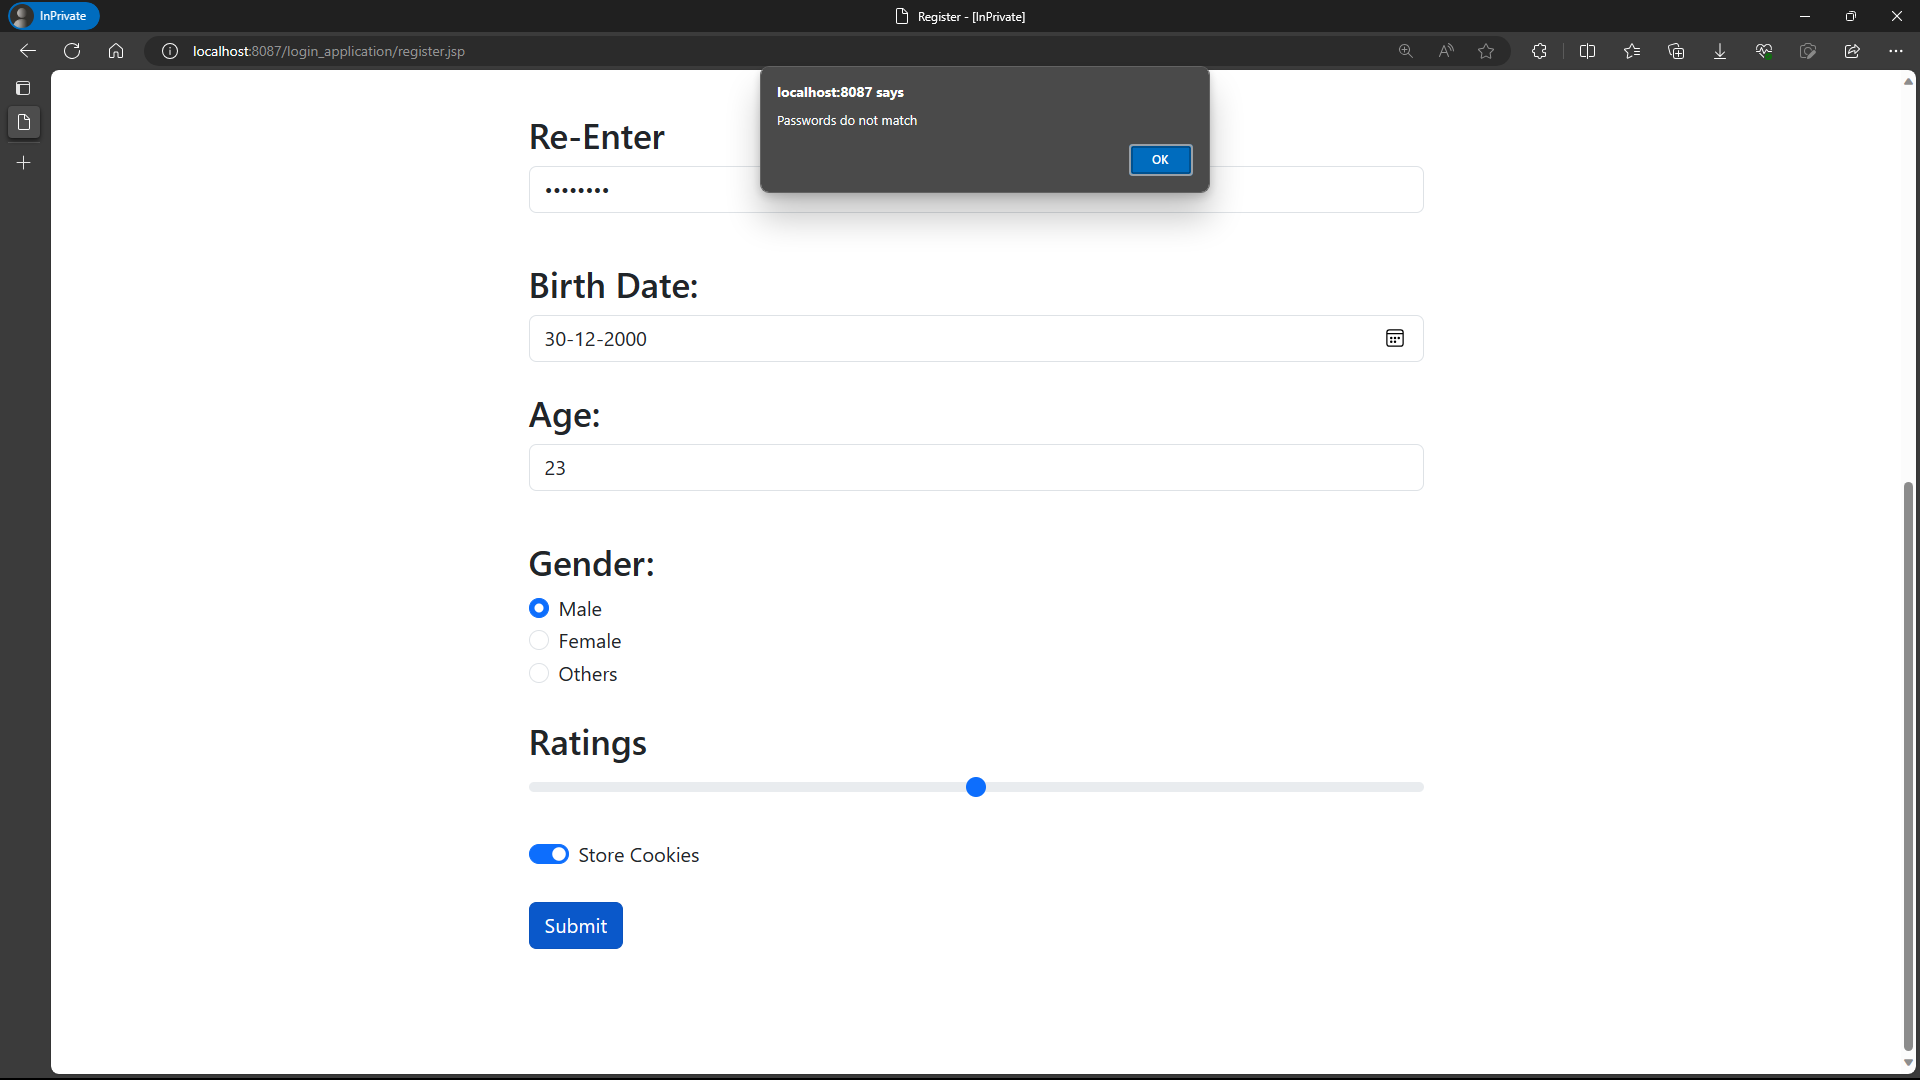 InPrivate
Register - [InPrivate]
localhost:8087/login_application/register.jsp
localhost:8087 says
Passwords do not match
OK
Re-Enter
••••••••
Birth Date:
30-12-2000
Age:
23
Gender:
Male
Female
Others
Ratings
Store Cookies
Submit